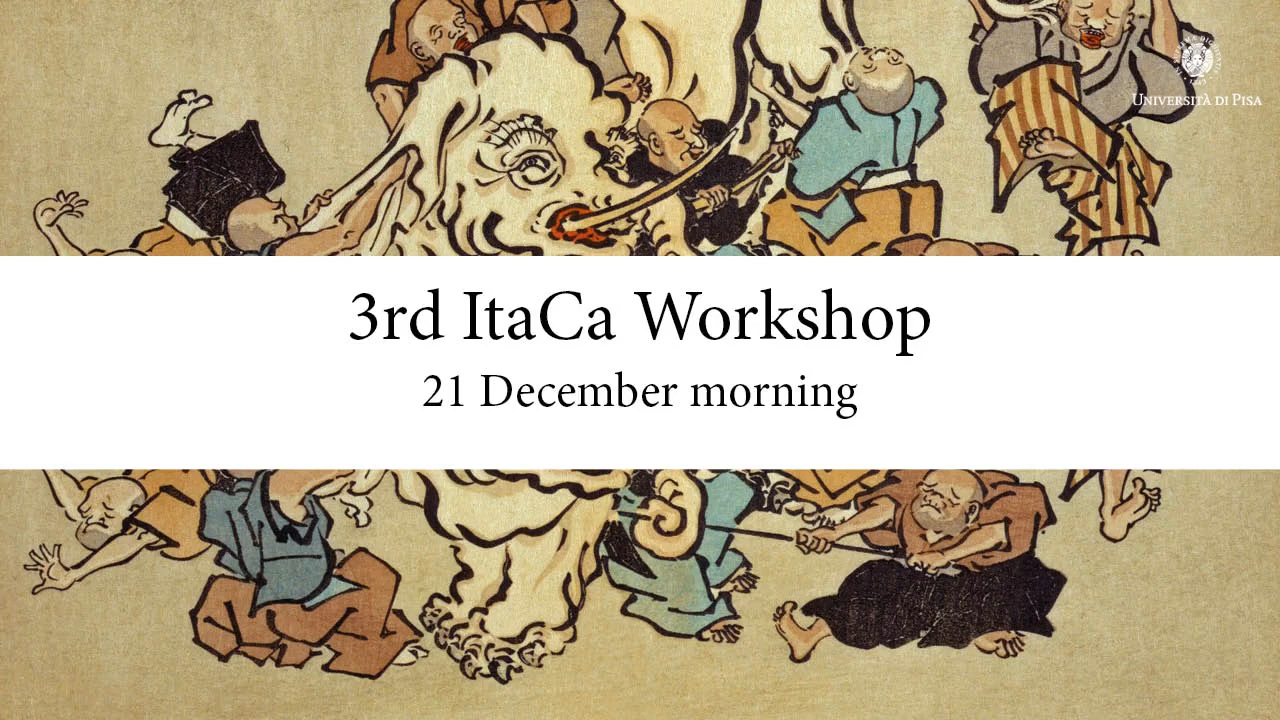 Università di Pisa
3rd ItaCa Workshop
21 December morning